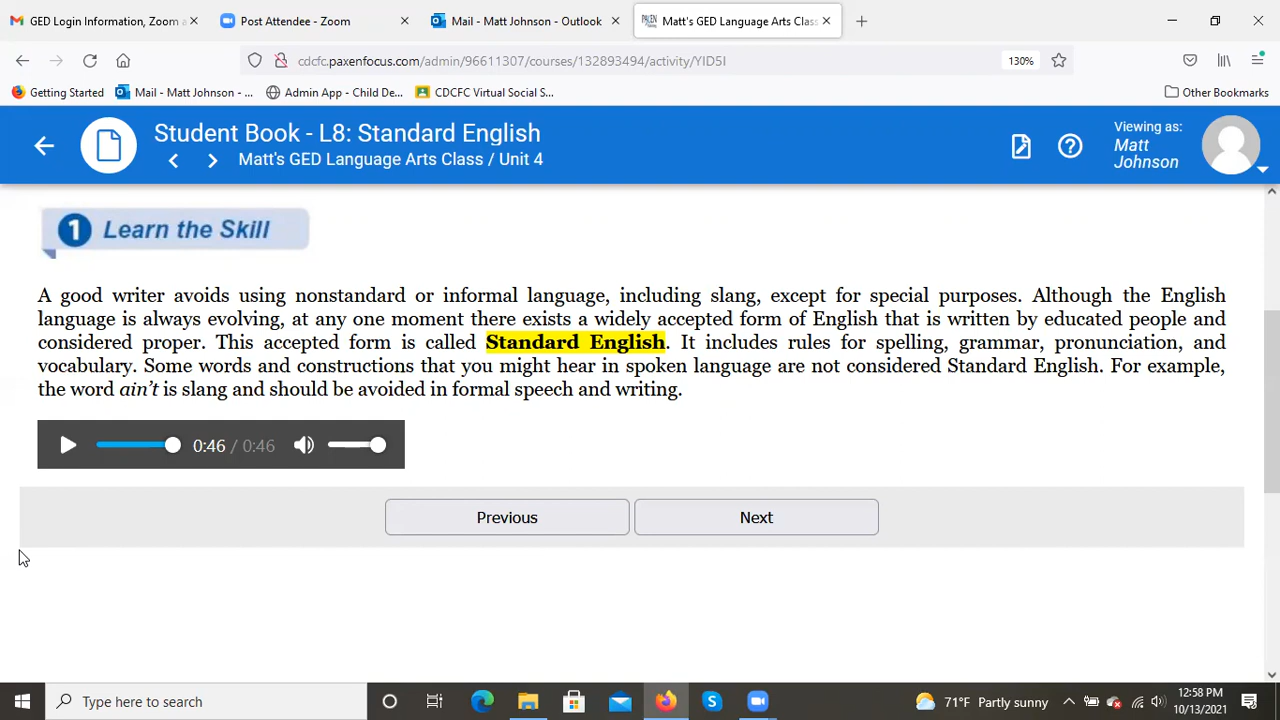 GED Login Information, Zoom a
Post Attendee - Zoom
Mail - Matt Johnson - Outlook
PAXEN
Matt's GED Language Arts Class
cdcfc.paxenfocus.com/admin/96611307/courses/132893494/activity/YID5I
130%
Getting Started
Mail - Matt Johnson - ...
Admin App - Child De...
CDCFC Virtual Social S...
Other Bookmarks
Student Book - L8: Standard English
Matt's GED Language Arts Class / Unit 4
Viewing as:
Matt
Johnson
1 Learn the Skill
A good writer avoids using nonstandard or informal language, including slang, except for special purposes. Although the English
language is always evolving, at any one moment there exists a widely accepted form of English that is written by educated people and
considered proper. This accepted form is called Standard English. It includes rules for spelling, grammar, pronunciation, and
vocabulary. Some words and constructions that you might hear in spoken language are not considered Standard English. For example,
the word ain't is slang and should be avoided in formal speech and writing.
0:46 / 0:46
Previous
Next
Type here to search
71°F Partly sunny
12:58 PM
10/13/2021